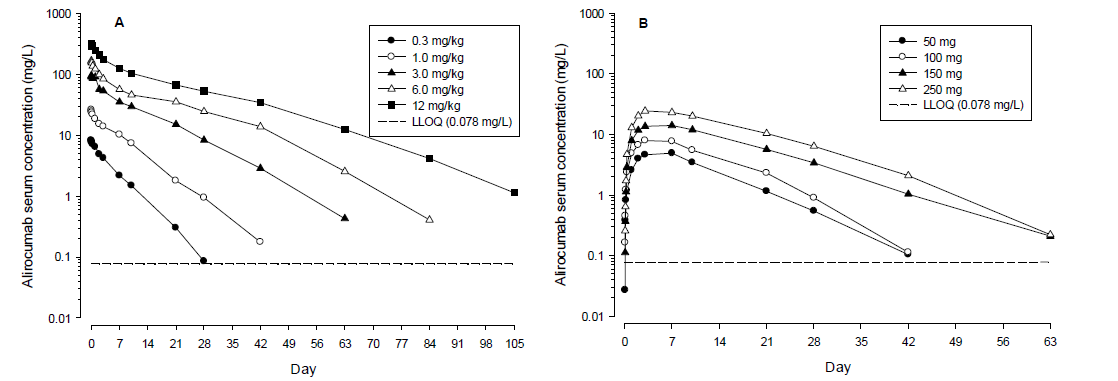 A
Alirocumab serum concentration (mg/L)
1000
100
10
1
0.1
0.01
0.3 mg/kg
1.0 mg/kg
3.0 mg/kg
6.0 mg/kg
12 mg/kg
LLOQ (0.078 mg/L)
0 7 14 21 28 35 42 49 56 63 70 77 84 91 98 105
Day
B
Alirocumab serum concentration (mg/L)
1000
100
10
1
0.1
0.01
50 mg
100 mg
150 mg
250 mg
LLOQ (0.078 mg/L)
0 7 14 21 28 35 42 49 56 63
Day